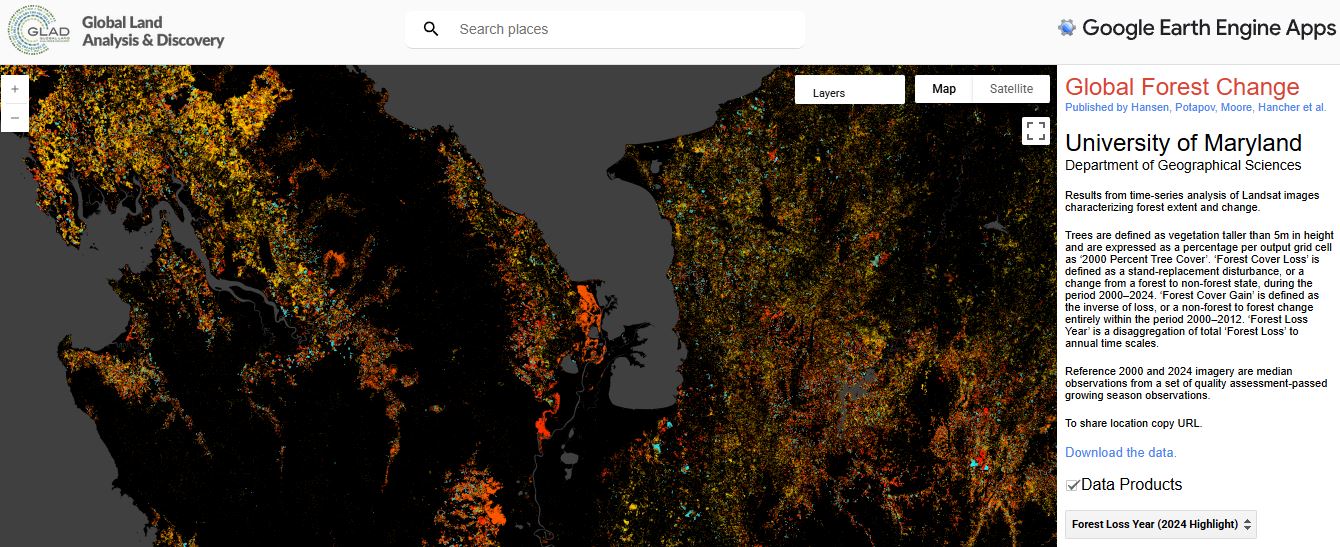 GLAD
Global Land
Analysis & Discovery
Search places
Google Earth Engine Apps
+
−
Layers
Map
Satellite
Global Forest Change
Published by Hansen, Potapov, Moore, Hancher et al.
University of Maryland
Department of Geographical Sciences
Results from time-series analysis of Landsat images
characterizing forest extent and change.
Trees are defined as vegetation taller than 5m in height
and are expressed as a percentage per output grid cell
as ‘2000 Percent Tree Cover’. ‘Forest Cover Loss’ is
defined as a stand-replacement disturbance, or a
change from a forest to non-forest state, during the
period 2000–2024. ‘Forest Cover Gain’ is defined as
the inverse of loss, or a non-forest to forest change
entirely within the period 2000–2012. ‘Forest Loss
Year’ is a disaggregation of total ‘Forest Loss’ to
annual time scales.
Reference 2000 and 2024 imagery are median
observations from a set of quality assessment-passed
growing season observations.
To share location copy URL.
Download the data.
Data Products
Forest Loss Year (2024 Highlight)